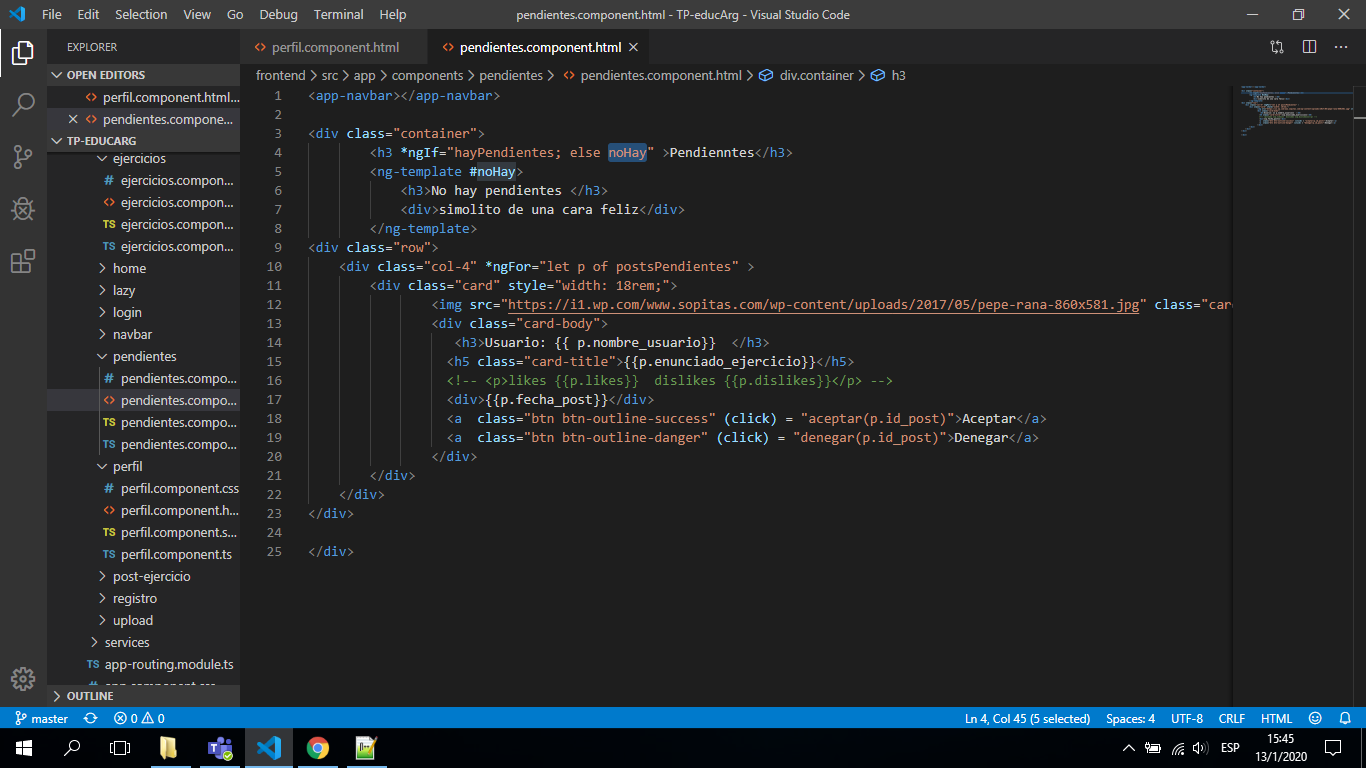 File Edit Selection View Go Debug Terminal Help pendientes.component.html - TP-educArg - Visual Studio Code
EXPLORER
perfil.component.html
pendientes.component.html
OPEN EDITORS
perfil.component.html...
pendientes.compone...
TP-EDUCARG
ejercicios
# ejercicios.compon...
<> ejercicios.compon...
TS ejercicios.compon...
TS ejercicios.compon...
home
lazy
login
navbar
pendientes
# pendientes.compo...
<> pendientes.compo...
TS pendientes.compo...
TS pendientes.compo...
perfil
# perfil.component.css
<> perfil.component.h...
TS perfil.component.s...
TS perfil.component.ts
post-ejercicio
registro
upload
services
TS app-routing.module.ts
OUTLINE
frontend > src > app > components > pendientes > <> pendientes.component.html > div.container > h3
1 <app-navbar></app-navbar>
2
3 <div class="container">
4 <h3 *ngIf="hayPendientes; else noHay" >Pendienntes</h3>
5 <ng-template #noHay>
6 <h3>No hay pendientes </h3>
7 <div>simolito de una cara feliz</div>
8 </ng-template>
9 <div class="row">
10 <div class="col-4" *ngFor="let p of postsPendientes" >
11 <div class="card" style="width: 18rem;">
12 <img src="https://i1.wp.com/www.sopitas.com/wp-content/uploads/2017/05/pepe-rana-860x581.jpg" class="car
13 <div class="card-body">
14 <h3>Usuario: {{ p.nombre_usuario}}  </h3>
15 <h5 class="card-title">{{p.enunciado_ejercicio}}</h5>
16 <!-- <p>likes {{p.likes}}  dislikes {{p.dislikes}}</p> -->
17 <div>{{p.fecha_post}}</div>
18 <a  class="btn btn-outline-success" (click) = "aceptar(p.id_post)">Aceptar</a>
19 <a  class="btn btn-outline-danger" (click) = "denegar(p.id_post)">Denegar</a>
20 </div>
21 </div>
22 </div>
23 </div>
24
25 </div>
master 0 0 Ln 4, Col 45 (5 selected) Spaces: 4 UTF-8 CRLF HTML
ESP
15:45
13/1/2020